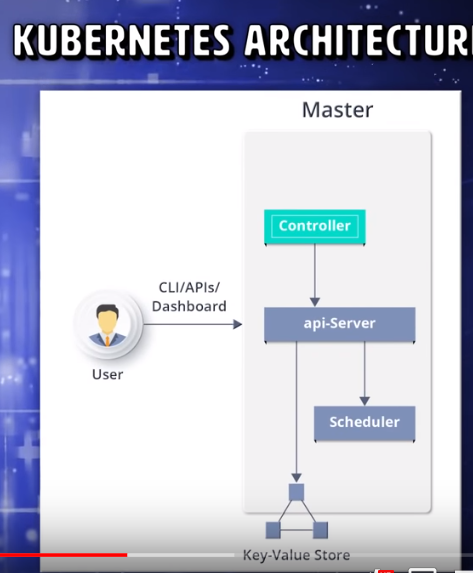 KUBERNETES ARCHITECTUR
Master
Controller
CLI/APIs/
Dashboard
api-Server
User
Scheduler
Key-Value Store